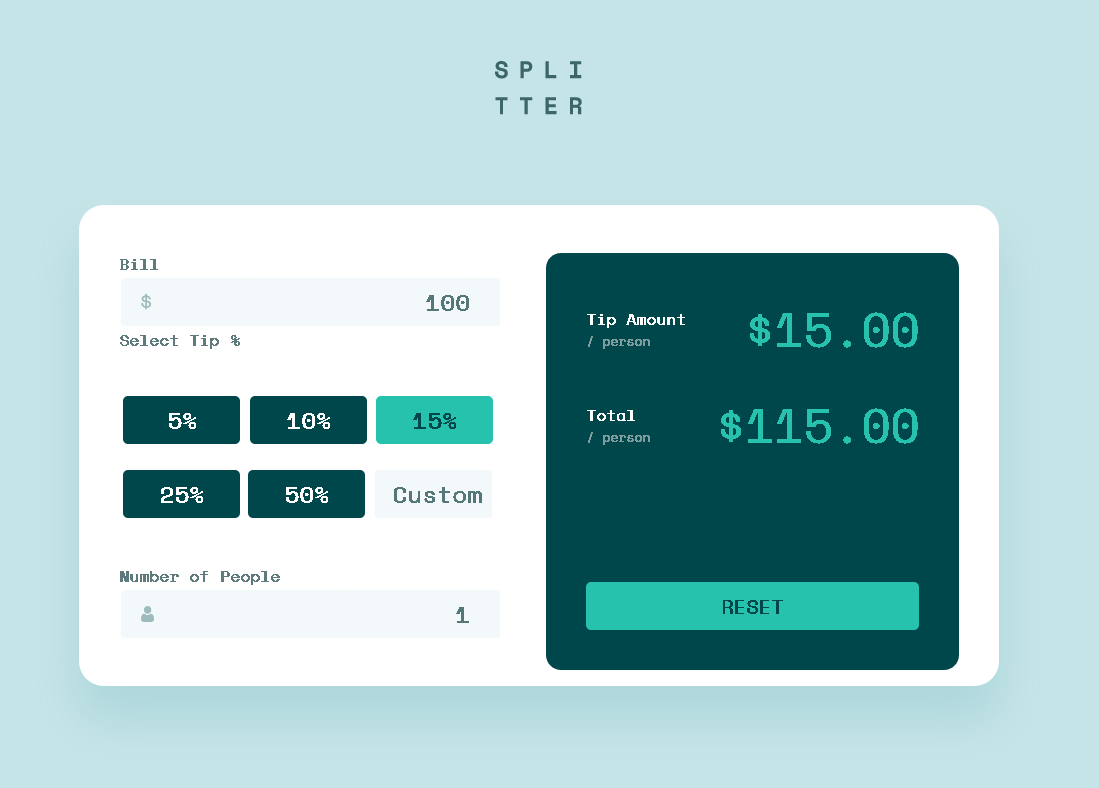 SPLI
TTER
Bill
$ 100
Select Tip %
5% 10% 15%
25% 50% Custom
Number of People
1
Tip Amount
/ person
$15.00
Total
/ person
$115.00
RESET